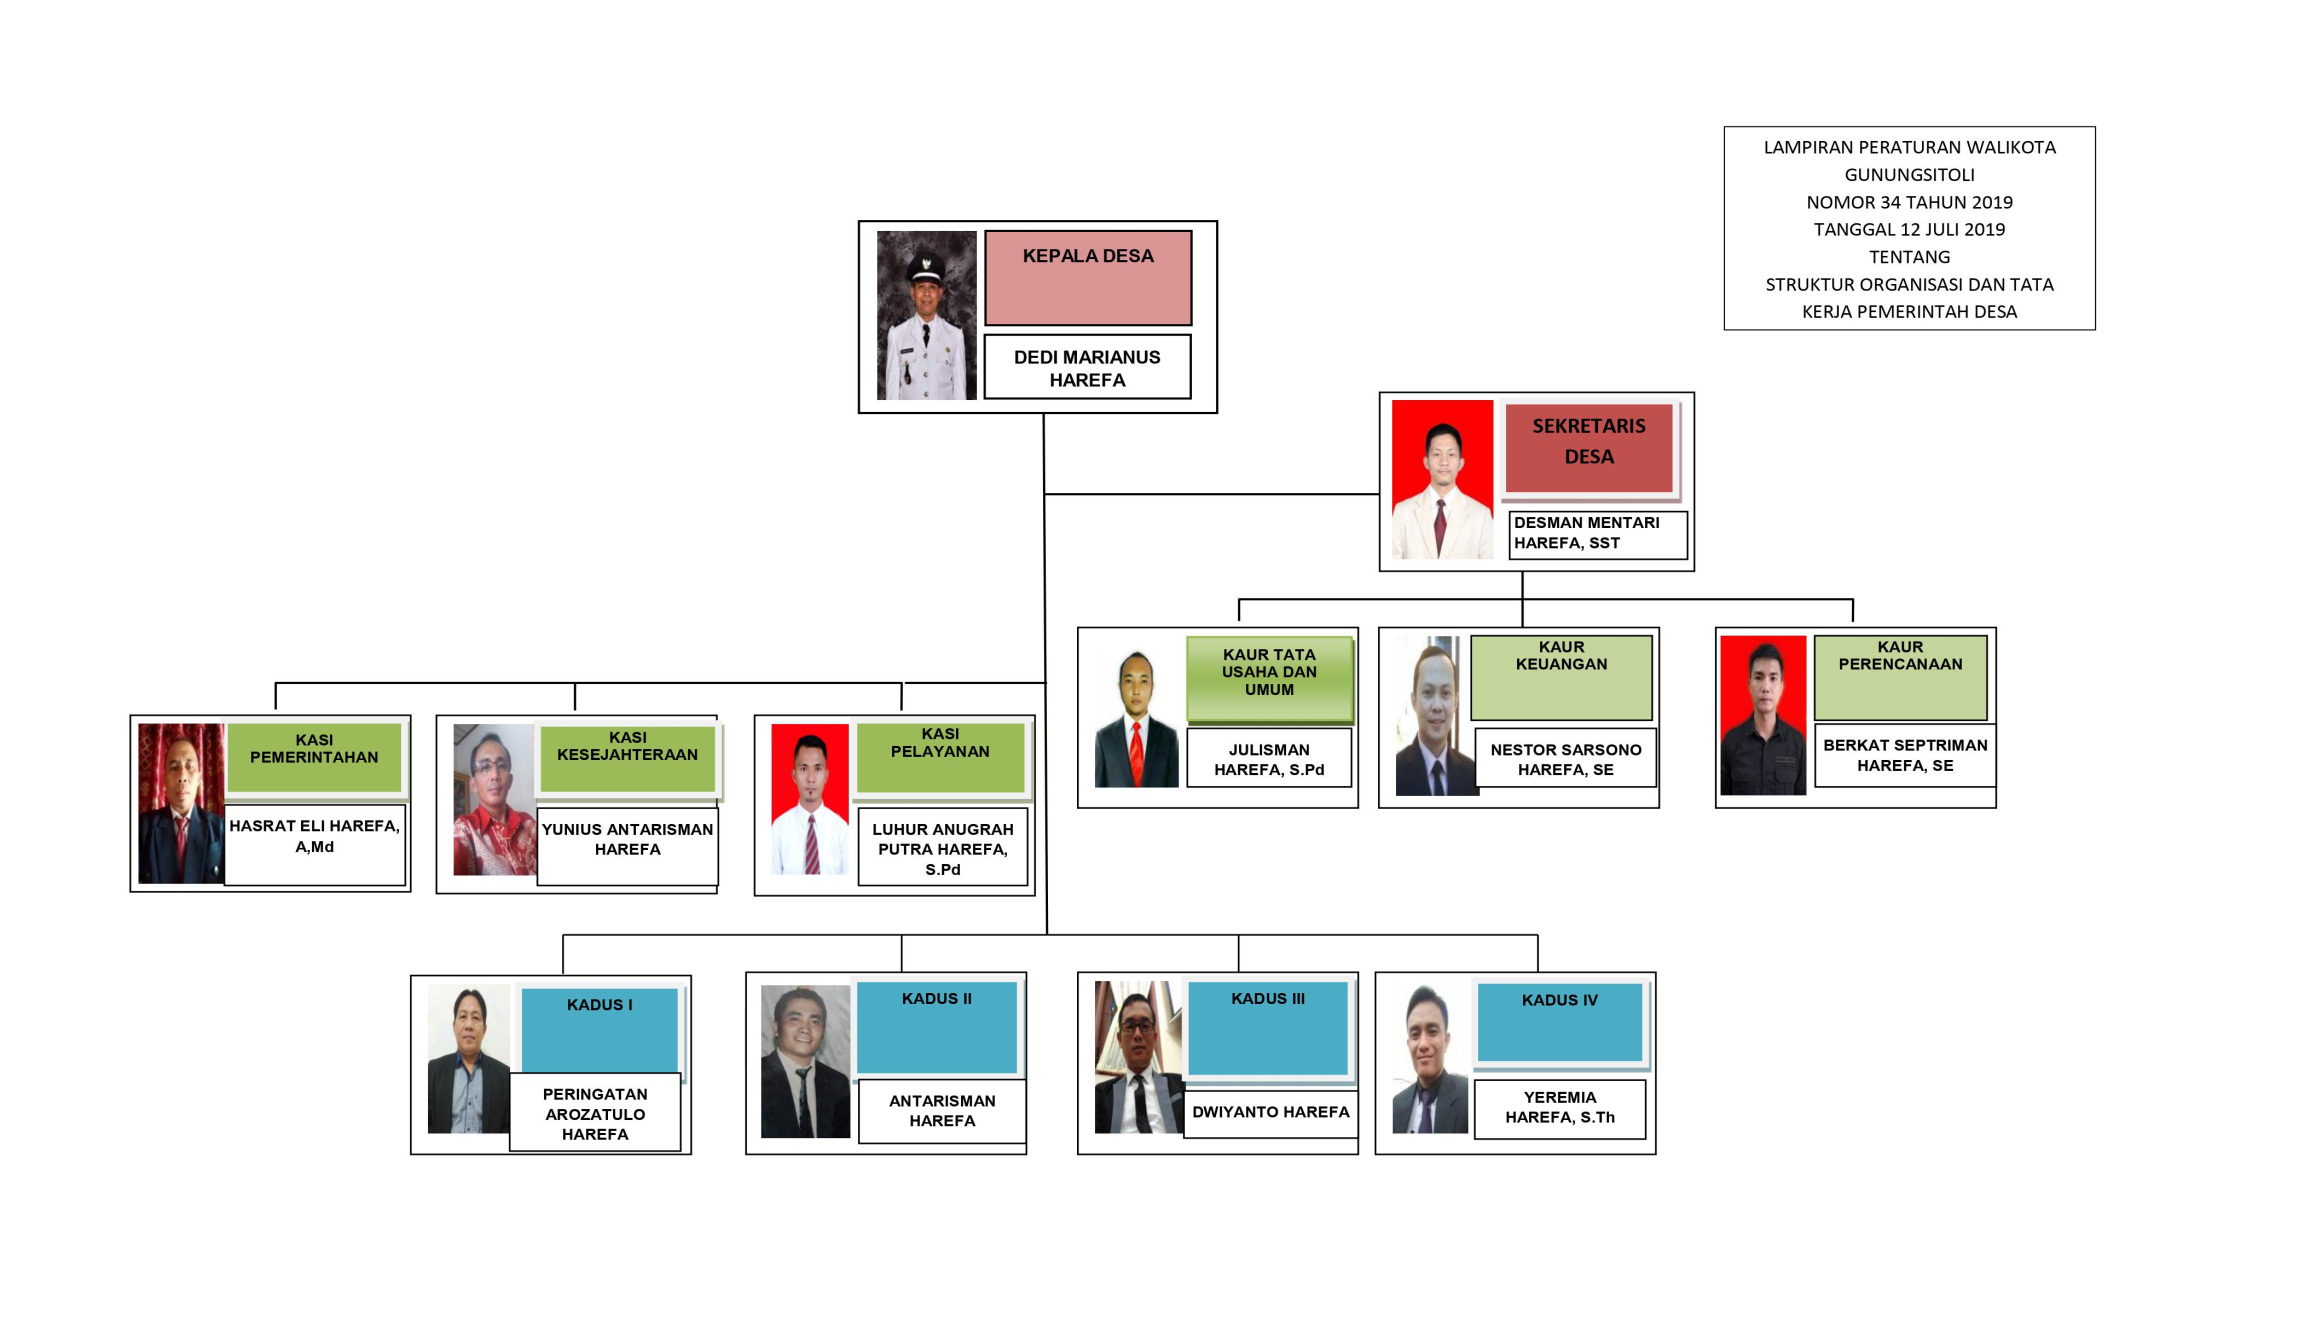 LAMPIRAN PERATURAN WALIKOTA
GUNUNGSITOLI
NOMOR 34 TAHUN 2019
TANGGAL 12 JULI 2019
TENTANG
STRUKTUR ORGANISASI DAN TATA
KERJA PEMERINTAH DESA
KEPALA DESA
DEDI MARIANUS
HAREFA
SEKRETARIS
DESA
DESMAN MENTARI
HAREFA, SST
KAUR TATA
USAHA DAN
UMUM
JULISMAN
HAREFA, S.Pd
KAUR
KEUANGAN
NESTOR SARSONO
HAREFA, SE
KAUR
PERENCANAAN
BERKAT SEPTRIMAN
HAREFA, SE
KASI
PEMERINTAHAN
HASRAT ELI HAREFA,
A,Md
KASI
KESEJAHTERAAN
YUNIUS ANTARISMAN
HAREFA
KASI
PELAYANAN
LUHUR ANUGRAH
PUTRA HAREFA,
S.Pd
KADUS I
PERINGATAN
AROZATULO
HAREFA
KADUS II
ANTARISMAN
HAREFA
KADUS III
DWIYANTO HAREFA
KADUS IV
YEREMIA
HAREFA, S.Th